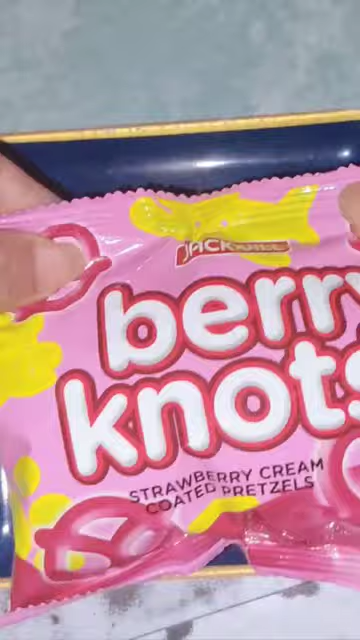 JACK 'n JILL
berry
knots
STRAWBERRY CREAM
COATED PRETZELS